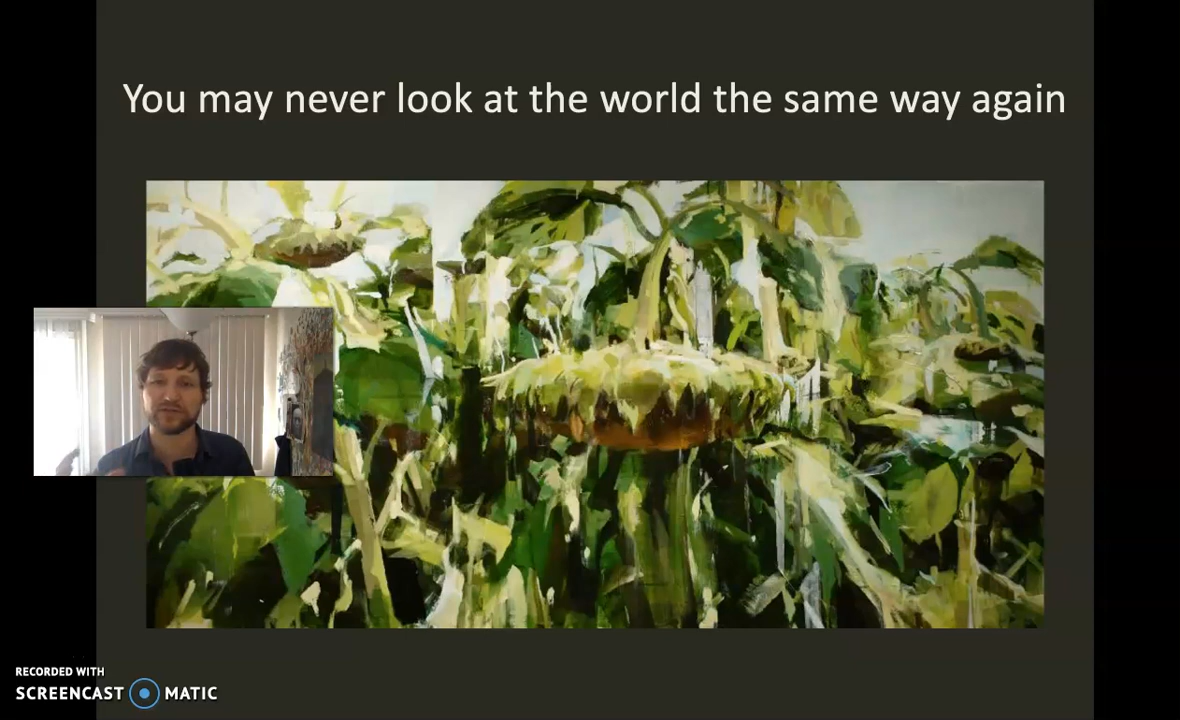 You may never look at the world the same way again
RECORDED WITH
SCREENCAST MATIC